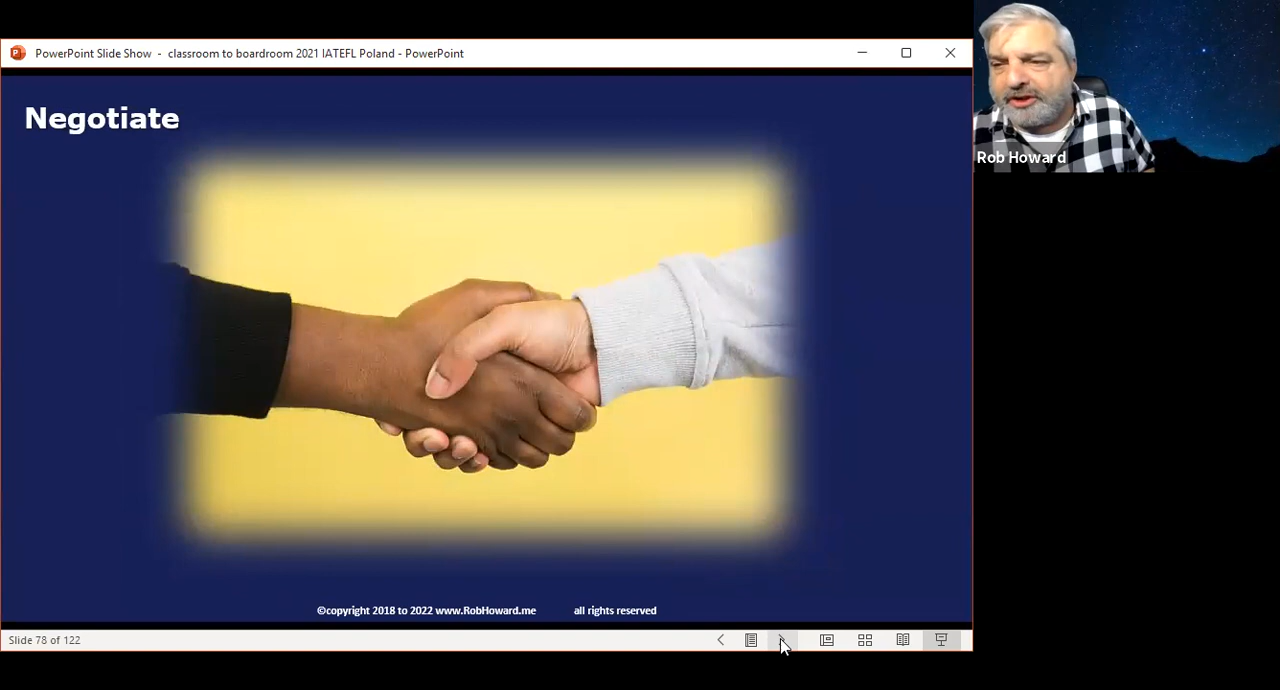 PowerPoint Slide Show - classroom to boardroom 2021 IATEFL Poland - PowerPoint
Negotiate
Rob Howard
©copyright 2018 to 2022 www.RobHoward.me all rights reserved
Slide 78 of 122